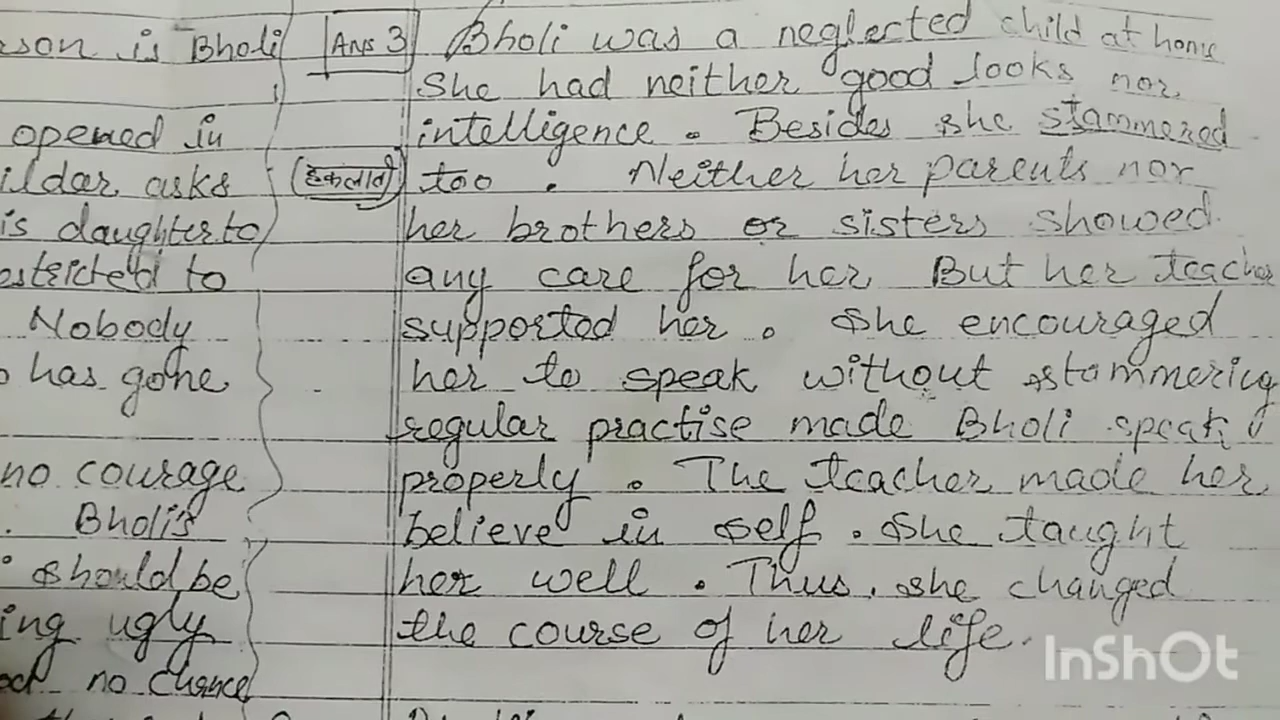 son is Bholi
opened in
ildar asks
is daughter to
estricted to
Nobody
has gone
no courage
. Bholi's
should be
ing ugly
no chance
Ans 3
(हकलाना)
Bholi was a neglected child at home
She had neither good looks nor
intelligence. Besides she stammered
too. Neither her parents nor
her brothers or sisters showed
any care for her. But her teacher
supported her. She encouraged
her to speak without stammering
regular practise made Bholi speak
properly. The teacher made her
believe in self. She taught
her well. Thus, she changed
the course of her life.
InShOt